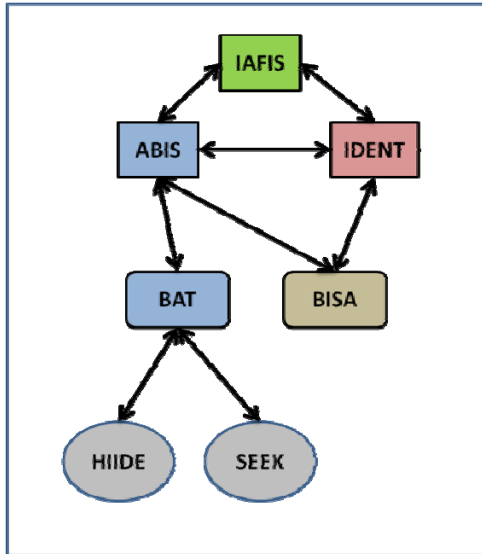 IAFIS
ABIS
IDENT
BAT
BISA
HIIDE
SEEK